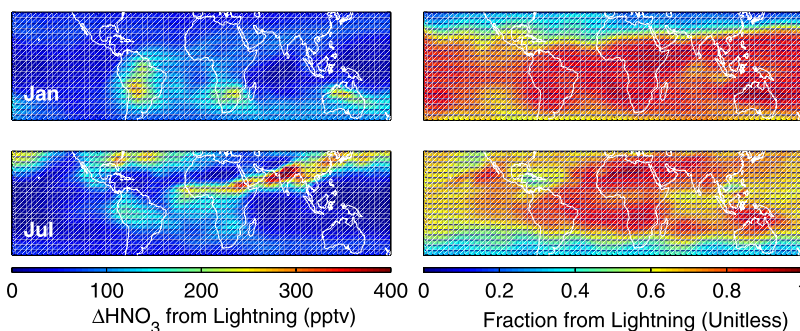 Jan
Jul
0 100 200 300 400
0 0.2 0.4 0.6 0.8 1
ΔHNO₃ from Lightning (pptv)
Fraction from Lightning (Unitless)